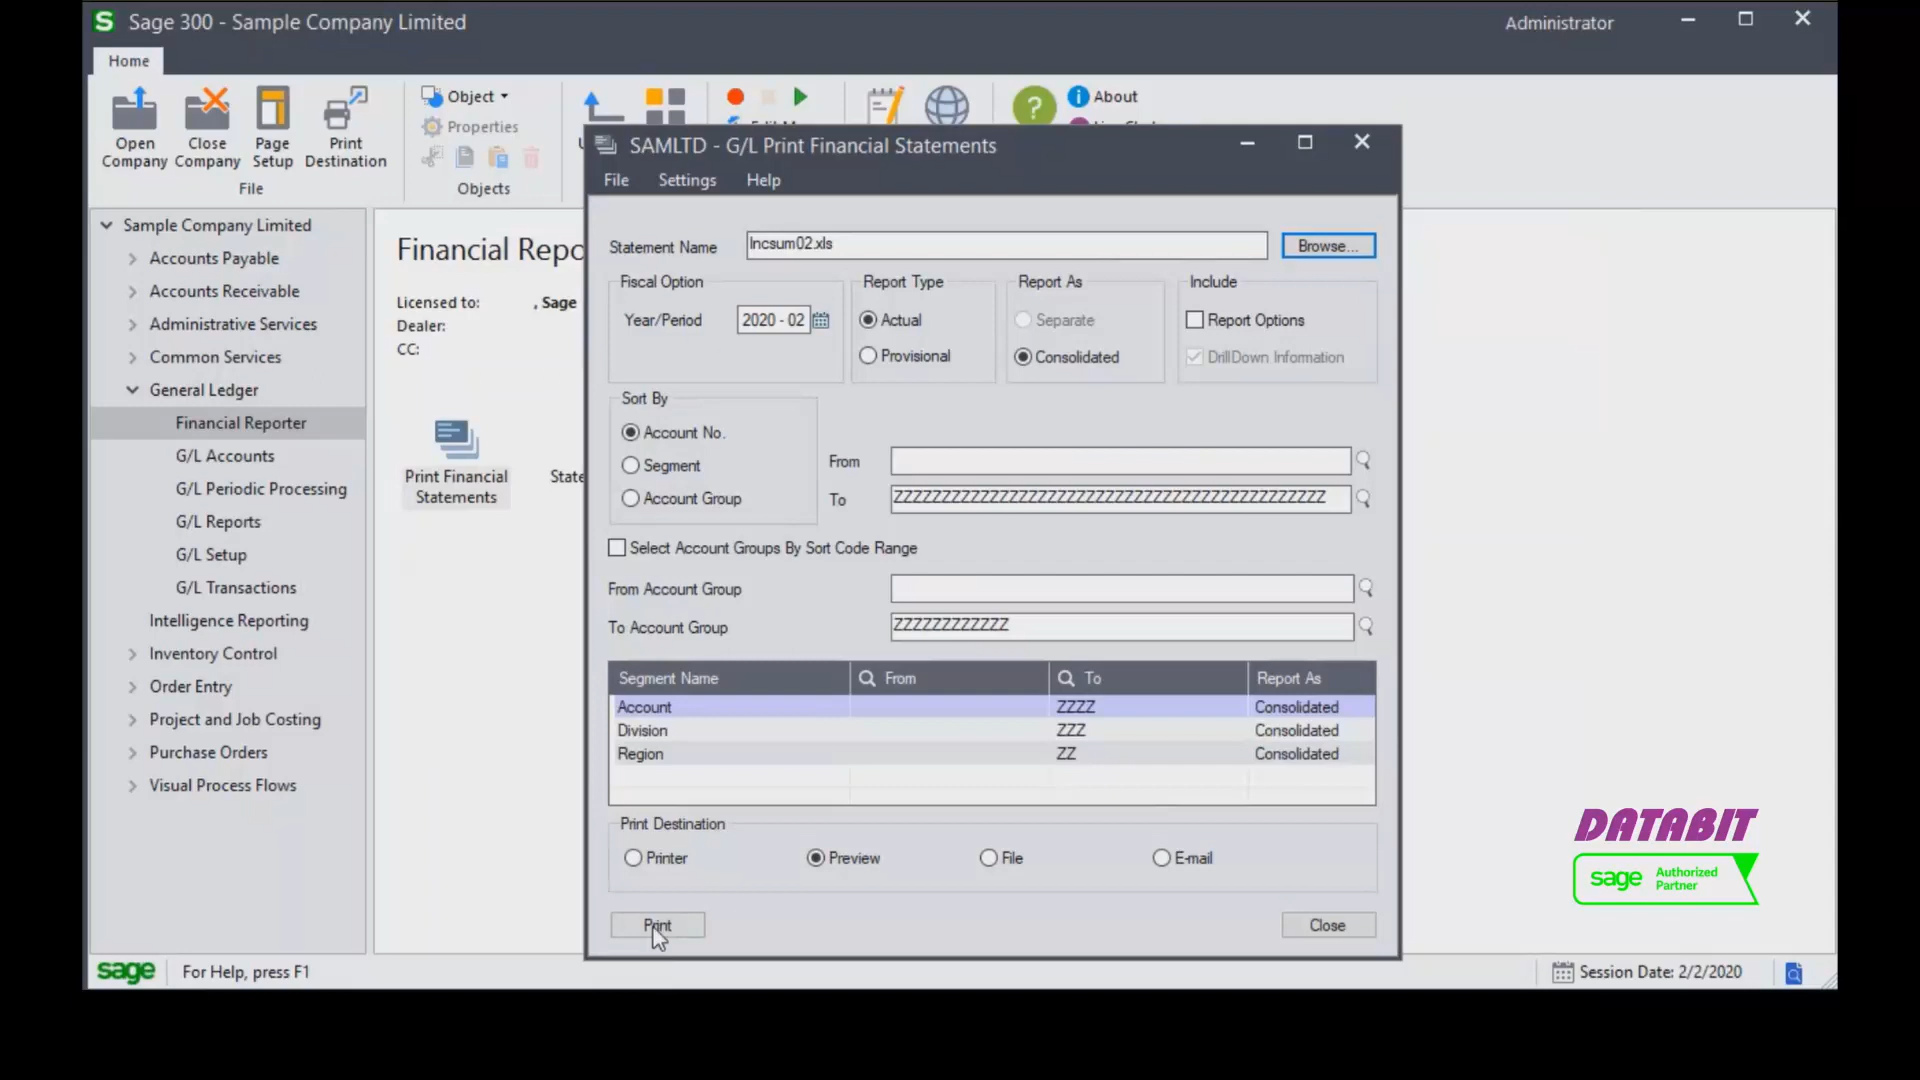 Sage 300 - Sample Company Limited
Administrator
Home
Open Company
Close Company
Page Setup
Print Destination
File
Object
Properties
Objects
About
SAMLTD - G/L Print Financial Statements
File Settings Help
Sample Company Limited
Accounts Payable
Accounts Receivable
Administrative Services
Common Services
General Ledger
Financial Reporter
G/L Accounts
G/L Periodic Processing
G/L Reports
G/L Setup
G/L Transactions
Intelligence Reporting
Inventory Control
Order Entry
Project and Job Costing
Purchase Orders
Visual Process Flows
Financial Repo
Licensed to: , Sage
Dealer:
CC:
Print Financial Statements
State
Statement Name Incsum02.xls Browse...
Fiscal Option
Year/Period 2020 - 02
Report Type
Actual
Provisional
Report As
Separate
Consolidated
Include
Report Options
DrillDown Information
Sort By
Account No.
Segment
Account Group
From
To ZZZZZZZZZZZZZZZZZZZZZZZZZZZZZZZZZZZZZZZZZZZZZ
Select Account Groups By Sort Code Range
From Account Group
To Account Group ZZZZZZZZZZZZ
Segment Name From To Report As
Account ZZZZ Consolidated
Division ZZZ Consolidated
Region ZZ Consolidated
Print Destination
Printer Preview File E-mail
Print Close
DATABIT
sage Authorized Partner
sage For Help, press F1
Session Date: 2/2/2020